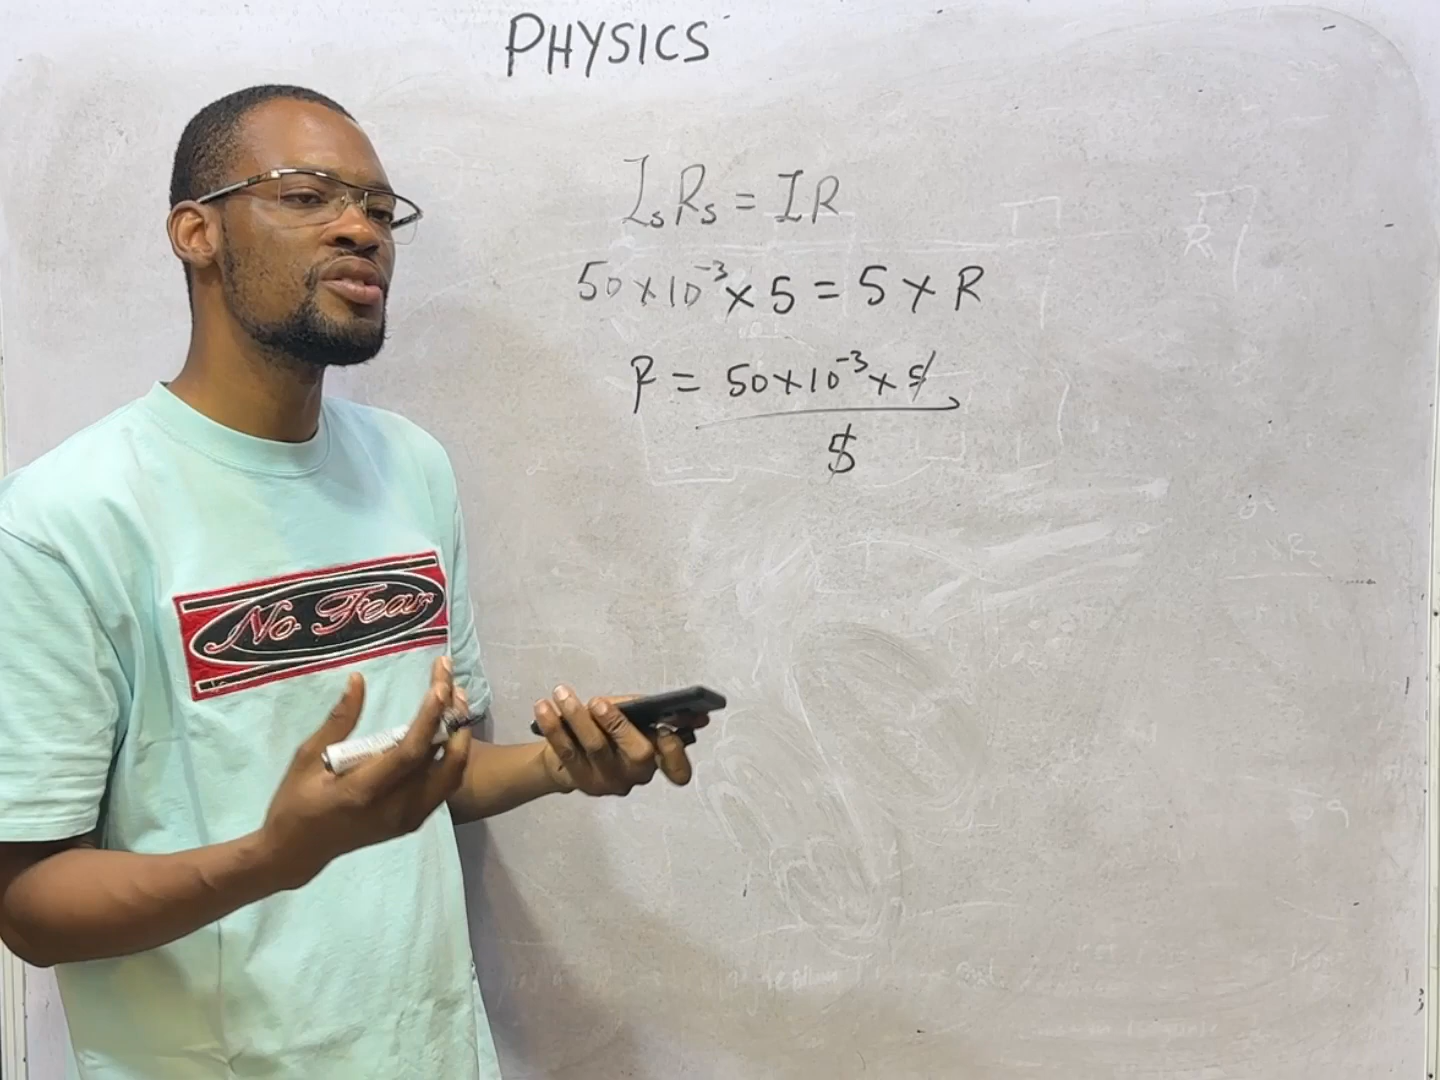 PHYSICS
IₛRₛ = IR
50 × 10⁻³ × 5 = 5 × R
R = 50 × 10⁻³ × 5
5
No Fear